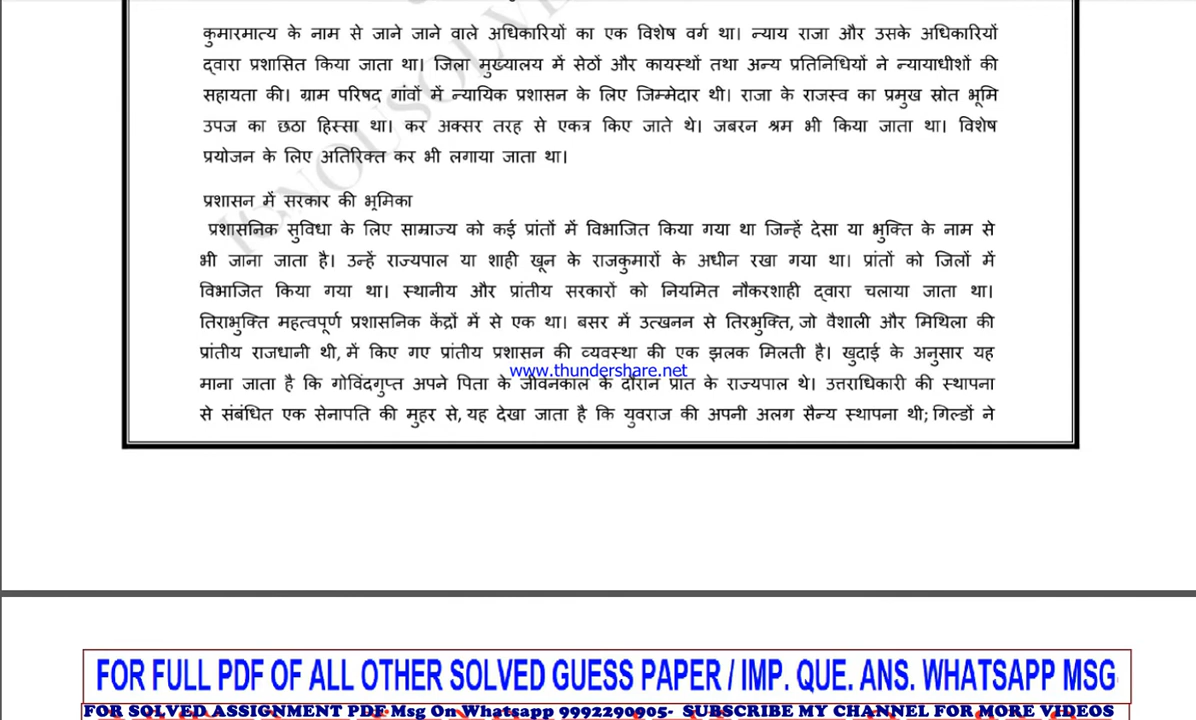 कुमारमात्य के नाम से जाने जाने वाले अधिकारियों का एक विशेष वर्ग था। न्याय राजा और उसके अधिकारियों
द्वारा प्रशासित किया जाता था। जिला मुख्यालय में सेठों और कायस्थों तथा अन्य प्रतिनिधियों ने न्यायाधीशों की
सहायता की। ग्राम परिषद गांवों में न्यायिक प्रशासन के लिए जिम्मेदार थी। राजा के राजस्व का प्रमुख स्रोत भूमि
उपज का छठा हिस्सा था। कर अक्सर तरह से एकत्र किए जाते थे। जबरन श्रम भी किया जाता था। विशेष
प्रयोजन के लिए अतिरिक्त कर भी लगाया जाता था।
प्रशासन में सरकार की भूमिका
प्रशासनिक सुविधा के लिए साम्राज्य को कई प्रांतों में विभाजित किया गया था जिन्हें देसा या भुक्ति के नाम से
भी जाना जाता है। उन्हें राज्यपाल या शाही खून के राजकुमारों के अधीन रखा गया था। प्रांतों को जिलों में
विभाजित किया गया था। स्थानीय और प्रांतीय सरकारों को नियमित नौकरशाही द्वारा चलाया जाता था।
तिराभुक्ति महत्वपूर्ण प्रशासनिक केंद्रों में से एक था। बसर में उत्खनन से तिरभुक्ति, जो वैशाली और मिथिला की
प्रांतीय राजधानी थी, में किए गए प्रांतीय प्रशासन की व्यवस्था की एक झलक मिलती है। खुदाई के अनुसार यह
www.thundershare.net
माना जाता है कि गोविंदगुप्त अपने पिता के जीवनकाल के दौरान प्रांत के राज्यपाल थे। उत्तराधिकारी की स्थापना
से संबंधित एक सेनापति की मुहर से, यह देखा जाता है कि युवराज की अपनी अलग सैन्य स्थापना थी; गिल्डों ने
FOR FULL PDF OF ALL OTHER SOLVED GUESS PAPER / IMP. QUE. ANS. WHATSAPP MSG
FOR SOLVED ASSIGNMENT PDF Msg On Whatsapp 9992290905- SUBSCRIBE MY CHANNEL FOR MORE VIDEOS